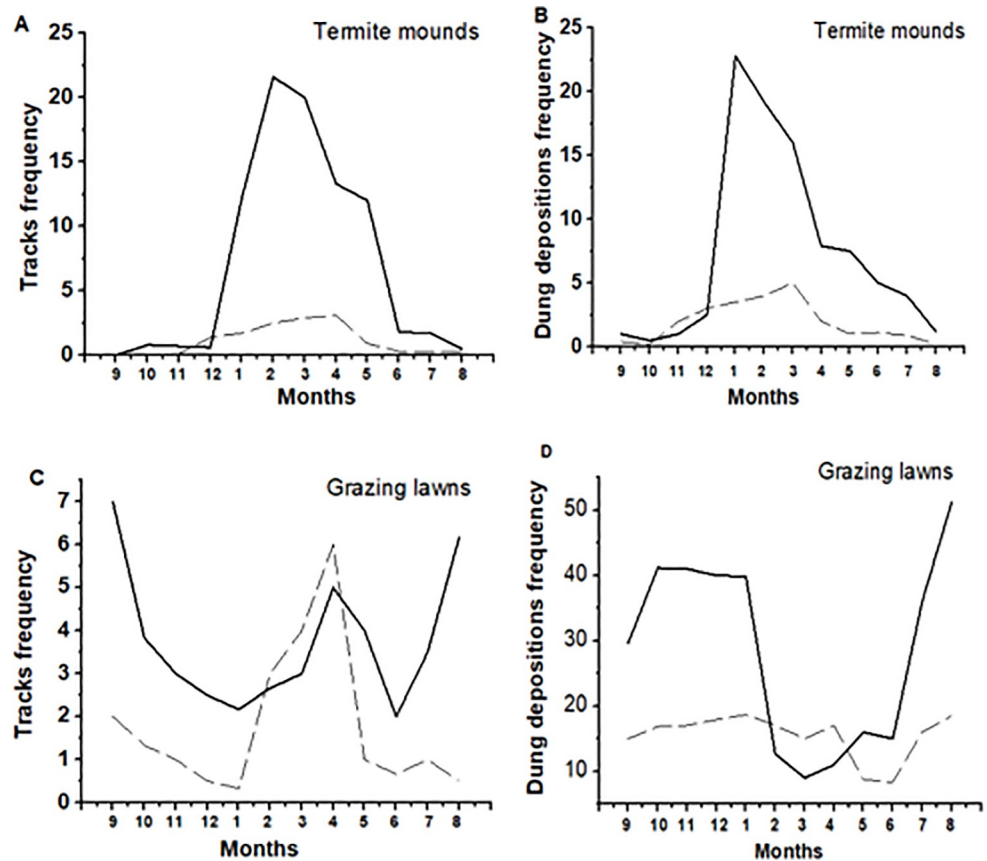 A
Termite mounds
25
20
15
10
5
0
Tracks frequency
9 10 11 12 1 2 3 4 5 6 7 8
Months
B
Termite mounds
25
20
15
10
5
0
Dung depositions frequency
9 10 11 12 1 2 3 4 5 6 7 8
Months
C
Grazing lawns
7
6
5
4
3
2
1
0
Tracks frequency
9 10 11 12 1 2 3 4 5 6 7 8
Months
D
Grazing lawns
50
40
30
20
10
Dung depositions frequency
9 10 11 12 1 2 3 4 5 6 7 8
Months